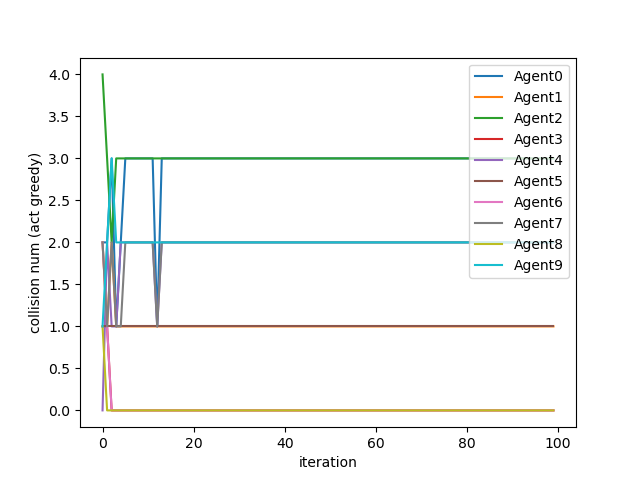 4.0
3.5
3.0
2.5
2.0
1.5
1.0
0.5
0.0
collision num (act greedy)
0
20
40
60
80
100
iteration
Agent0
Agent1
Agent2
Agent3
Agent4
Agent5
Agent6
Agent7
Agent8
Agent9